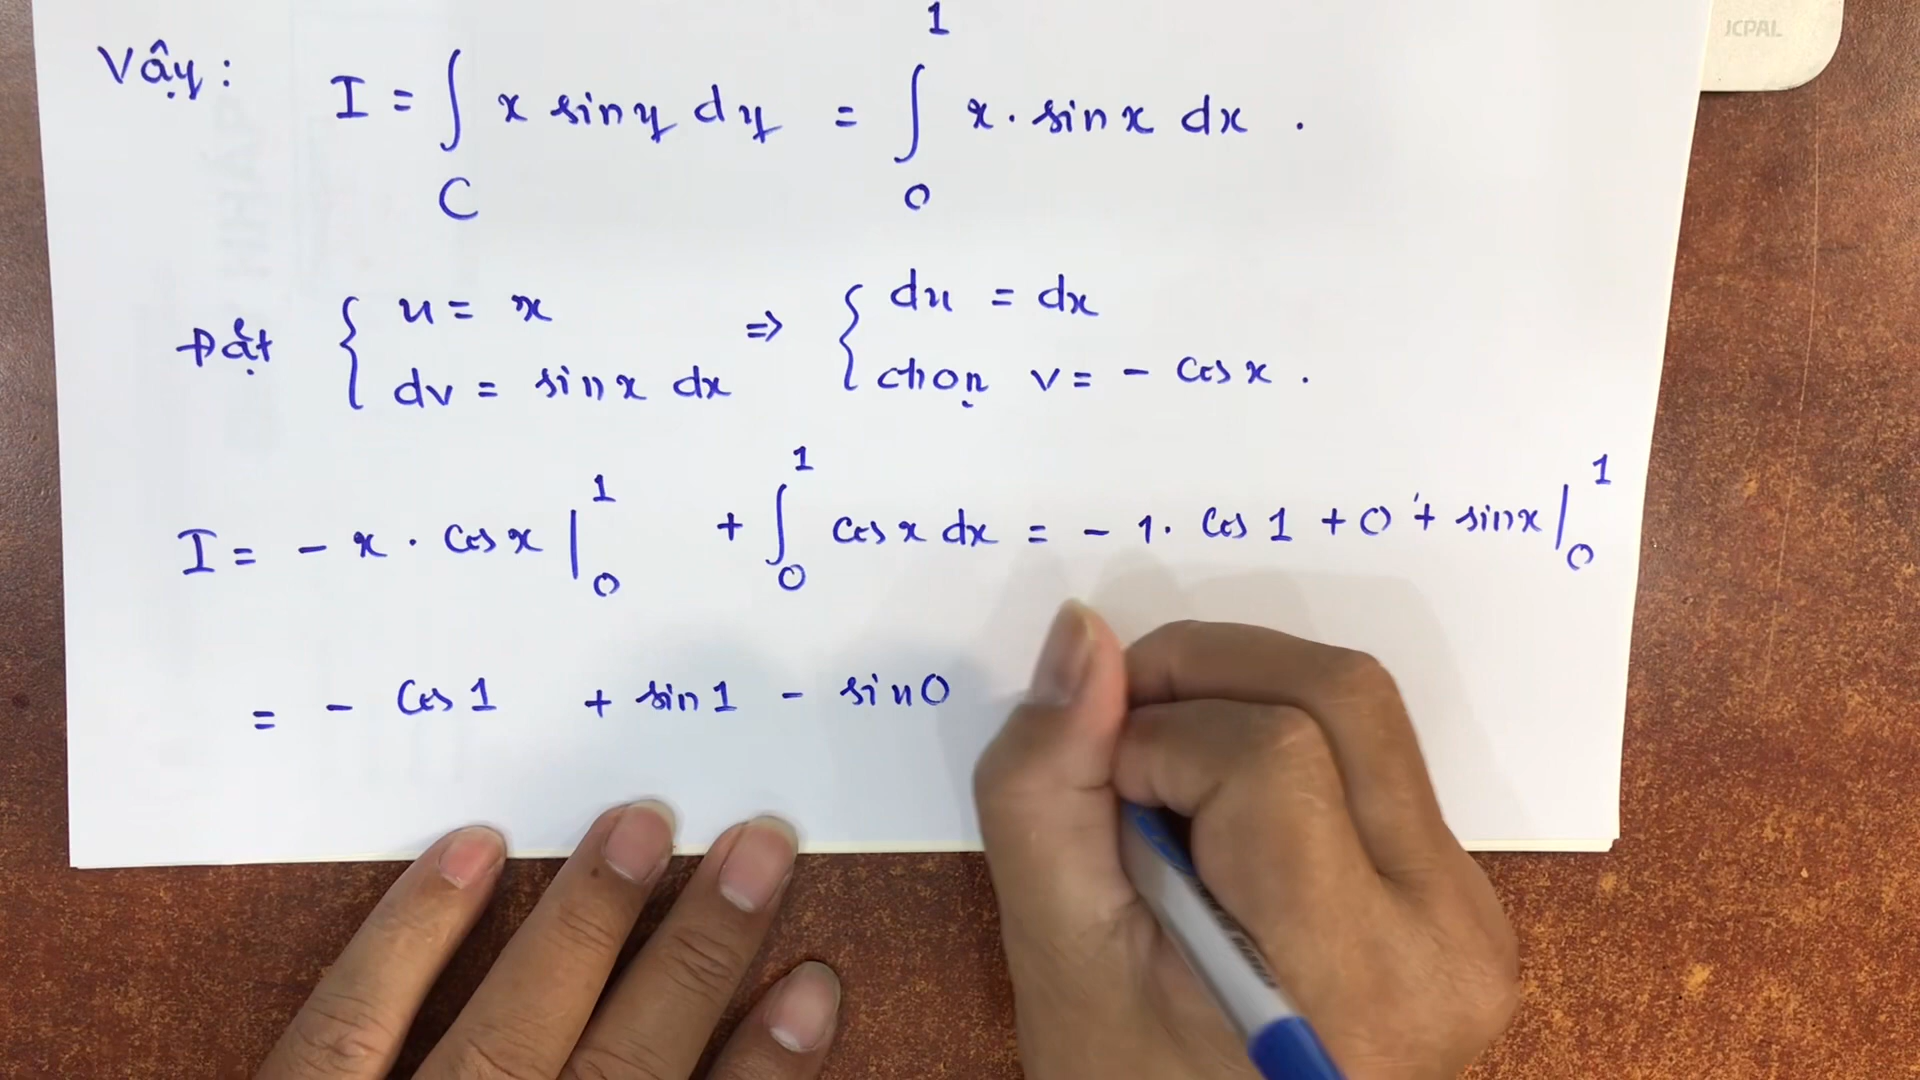 JCPAL
Vậy : I = ∫_C x sin y dy = ∫_0^1 x . sin x dx .
Đặt { u = x
dv = sin x dx => { du = dx
chọn v = - cos x .
I = - x . cos x |_0^1 + ∫_0^1 cos x dx = - 1 . cos 1 + 0 + sin x |_0^1
= - cos 1 + sin 1 - sin 0